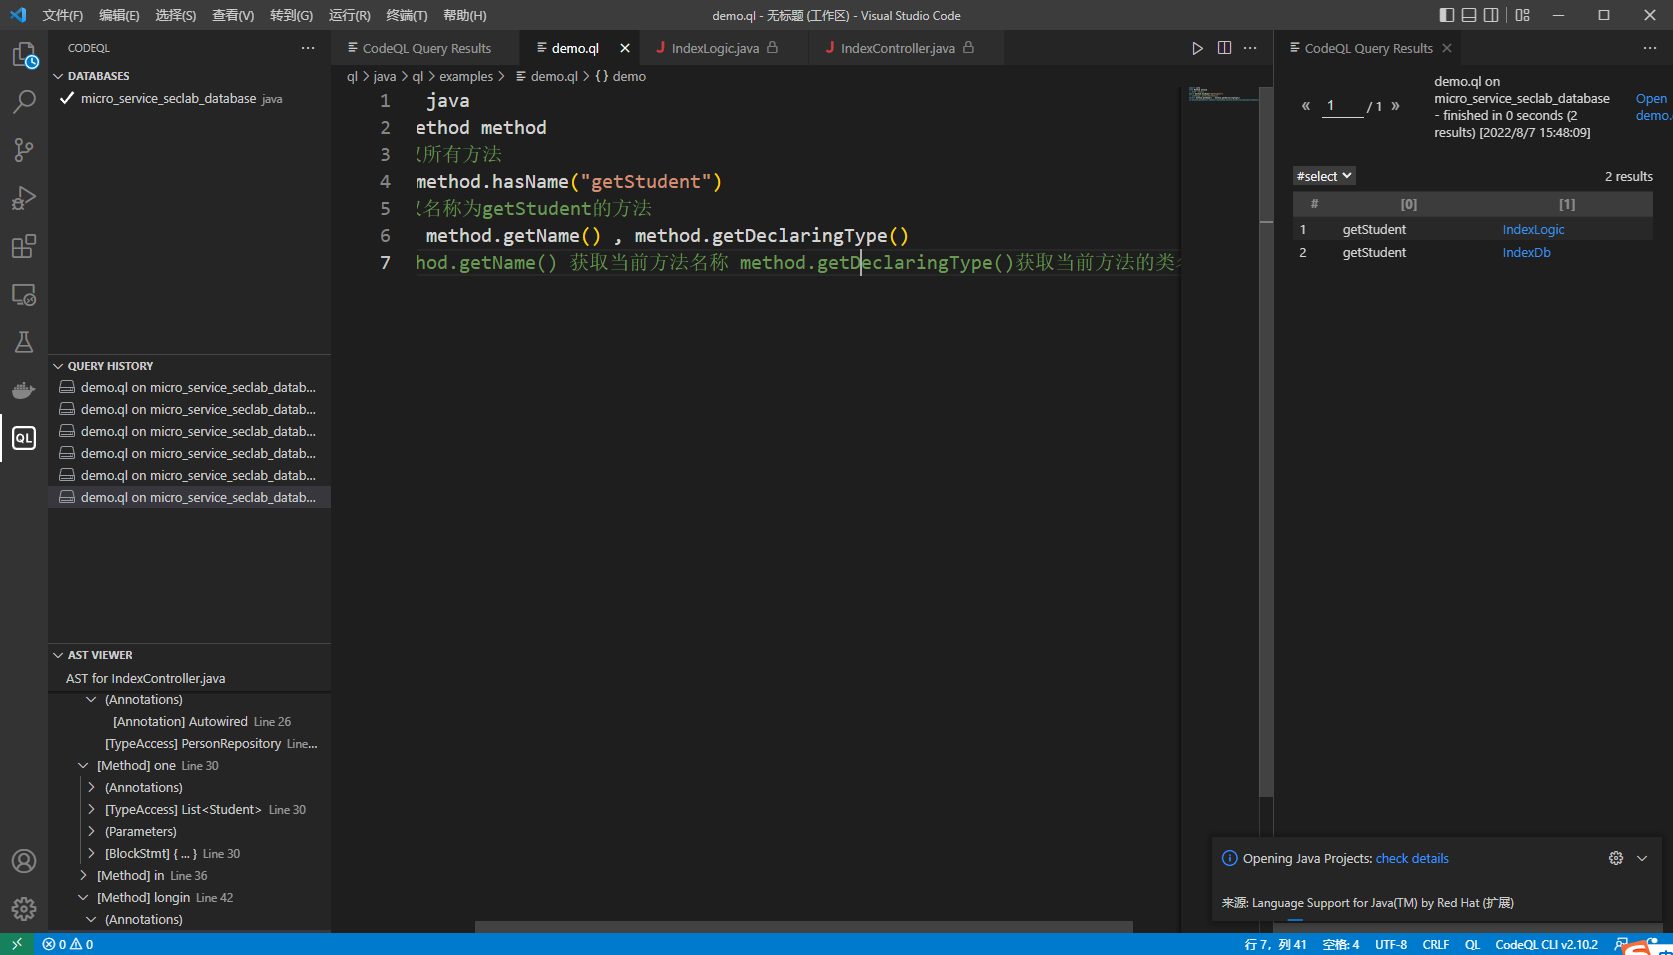 文件(F) 编辑(E) 选择(S) 查看(V) 转到(G) 运行(R) 终端(T) 帮助(H)
demo.ql - 无标题 (工作区) - Visual Studio Code
CODEQL
DATABASES
micro_service_seclab_database java
QUERY HISTORY
demo.ql on micro_service_seclab_datab...
demo.ql on micro_service_seclab_datab...
demo.ql on micro_service_seclab_datab...
demo.ql on micro_service_seclab_datab...
demo.ql on micro_service_seclab_datab...
demo.ql on micro_service_seclab_datab...
AST VIEWER
AST for IndexController.java
(Annotations)
[Annotation] Autowired Line 26
[TypeAccess] PersonRepository Line...
[Method] one Line 30
(Annotations)
[TypeAccess] List<Student> Line 30
(Parameters)
[BlockStmt] { ... } Line 30
[Method] in Line 36
[Method] longin Line 42
(Annotations)
QL
CodeQL Query Results demo.ql IndexLogic.java IndexController.java
ql > java > ql > examples > demo.ql > {} demo
1 java
2 ethod method
3 所有方法
4 method.hasName("getStudent")
5 名称为getStudent的方法
6 method.getName() , method.getDeclaringType()
7 hod.getName() 获取当前方法名称 method.getDeclaringType()获取当前方法的类
CodeQL Query Results
« 1 / 1 »
demo.ql on
micro_service_seclab_database
- finished in 0 seconds (2
results) [2022/8/7 15:48:09]
Open
demo.
#select
2 results
# [0] [1]
1 getStudent IndexLogic
2 getStudent IndexDb
Opening Java Projects: check details
来源: Language Support for Java(TM) by Red Hat (扩展)
0 0
行 7，列 41 空格: 4 UTF-8 CRLF QL CodeQL CLI v2.10.2